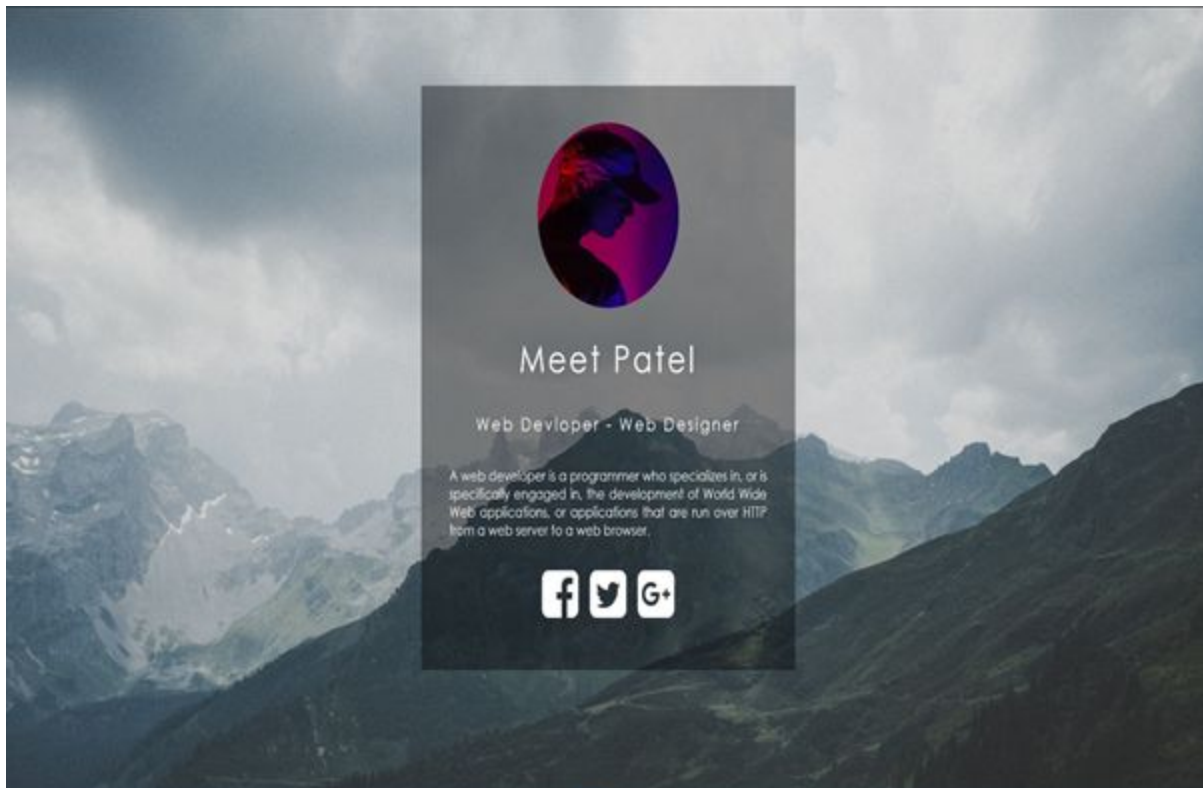 Meet Patel
Web Devloper - Web Designer
A web developer is a programmer who specializes in, or is
specifically engaged in, the development of World Wide
Web applications, or applications that are run over HTTP
from a web server to a web browser.
G+